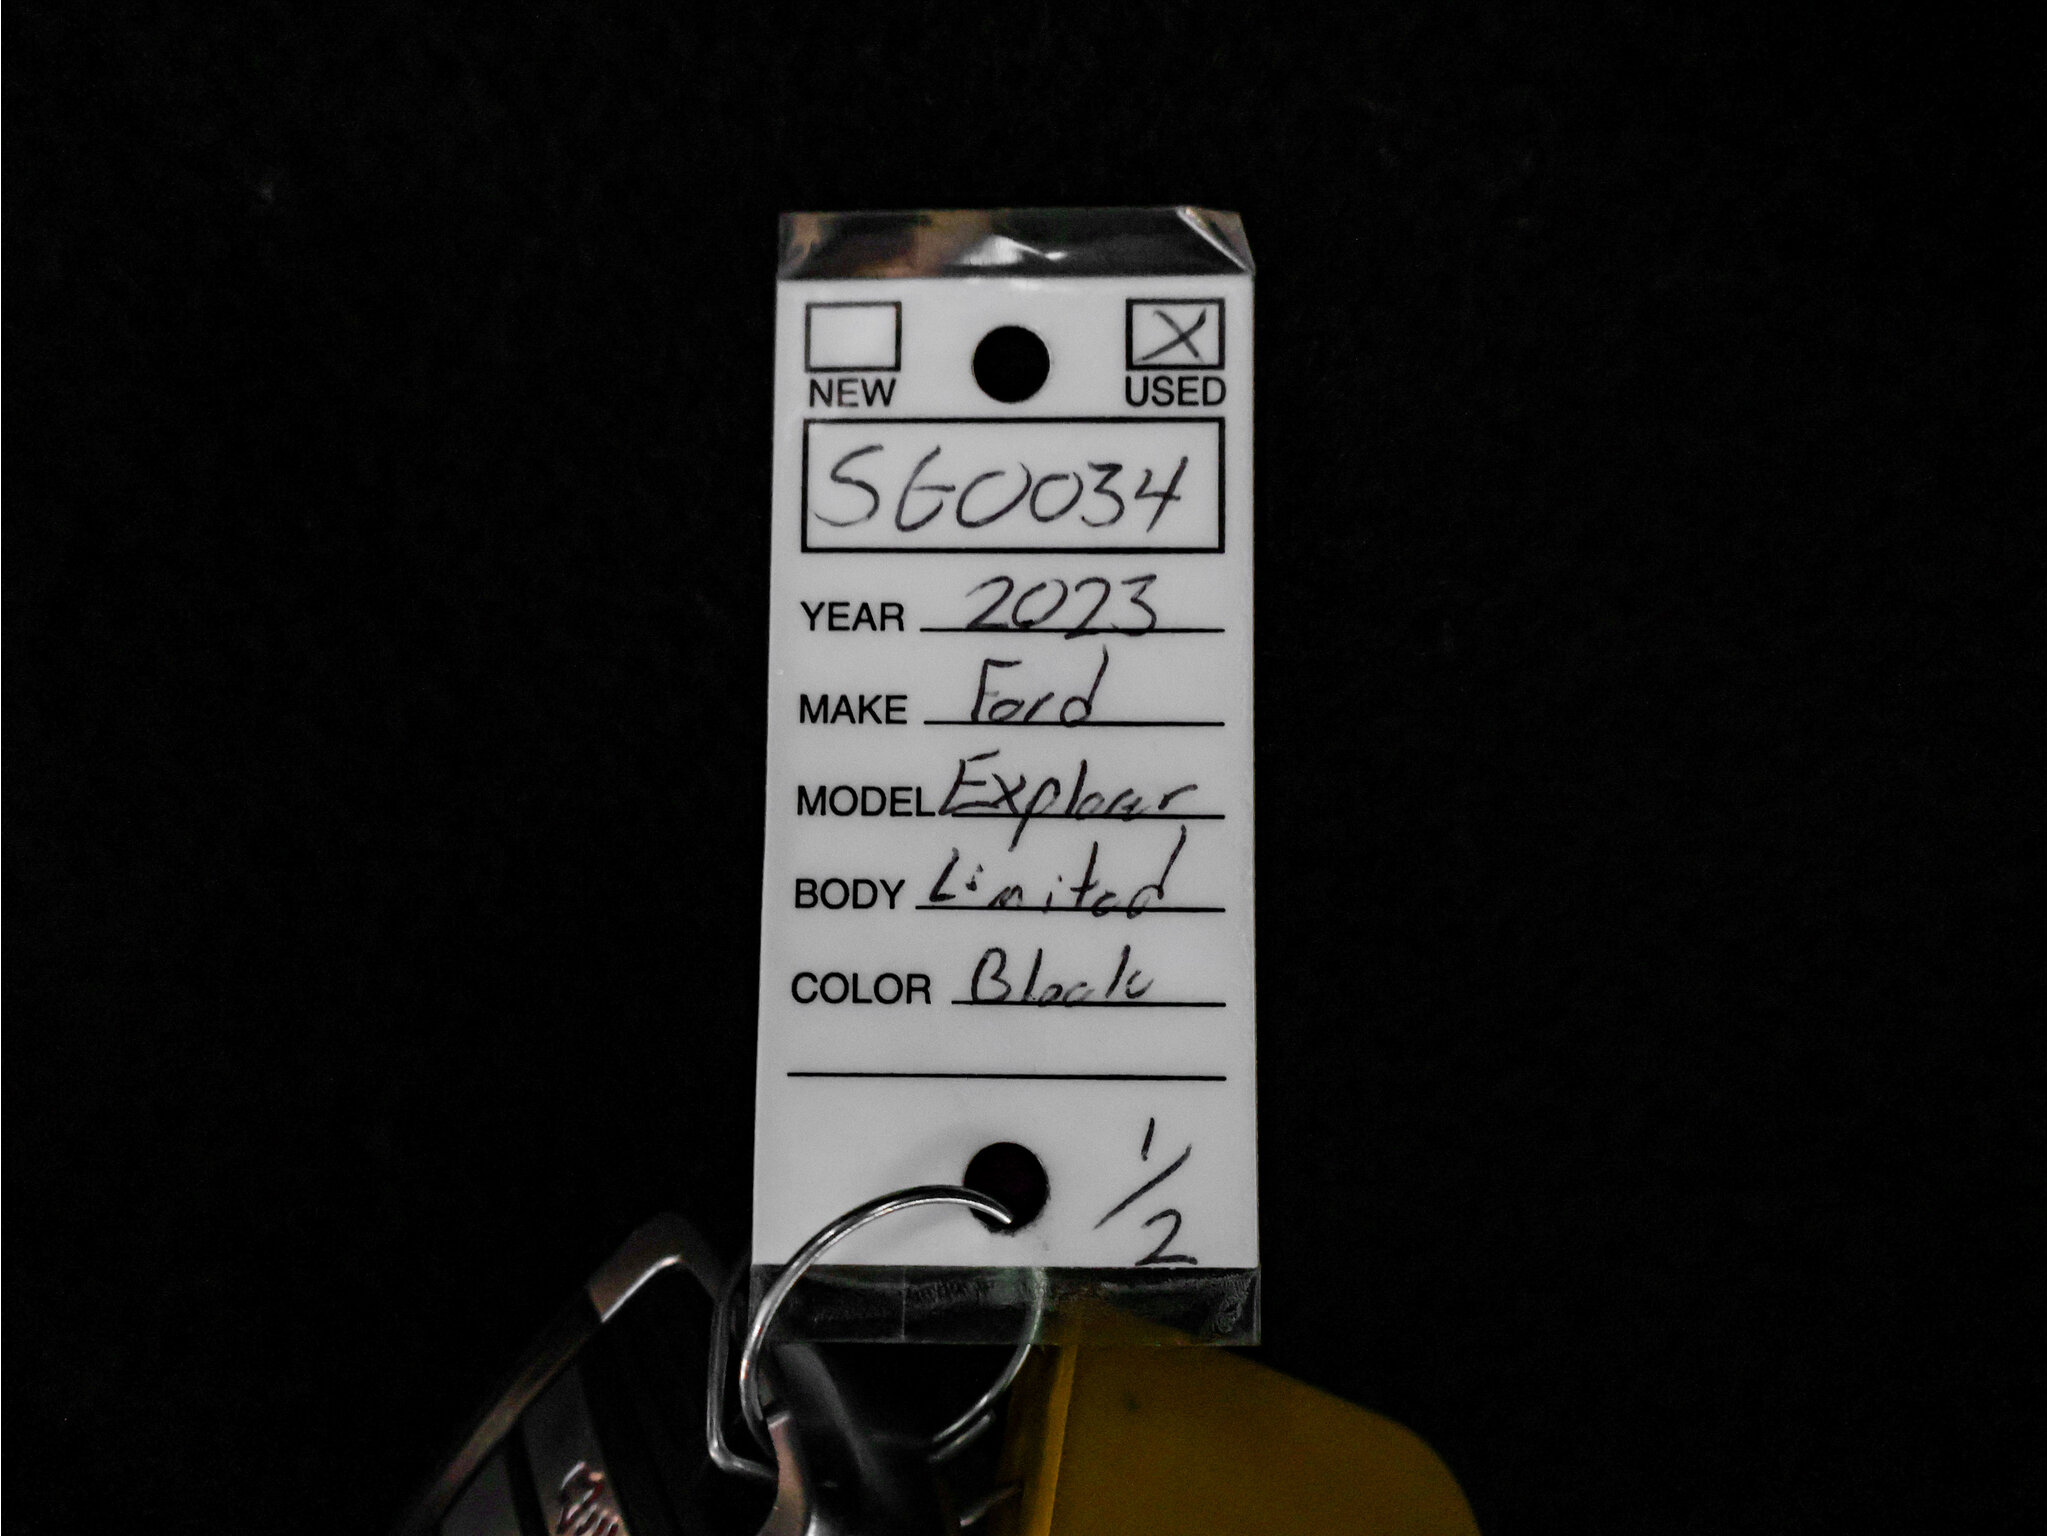 NEW USED
X
SG0034
YEAR 2023
MAKE Ford
MODEL Explorer
BODY Limited
COLOR Black
1/2